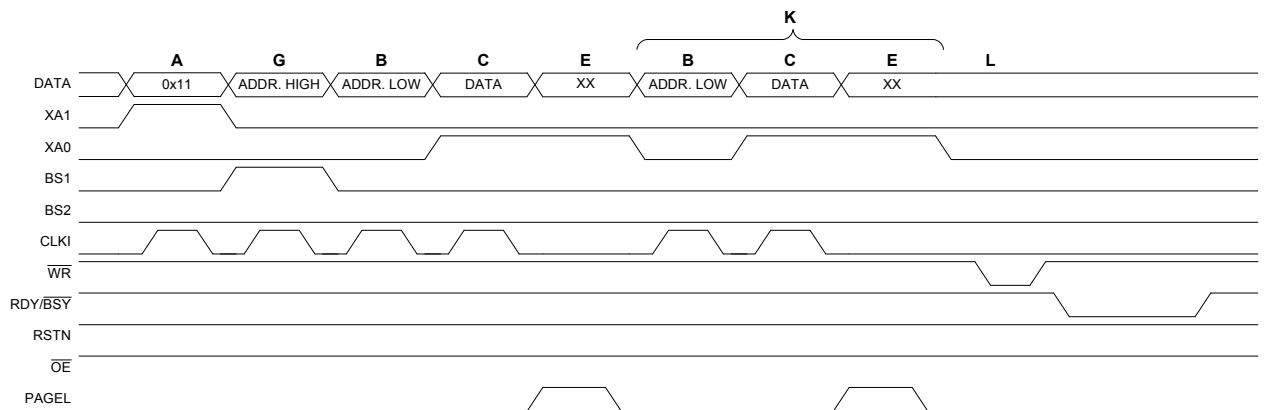 K
A G B C E B C E L
DATA 0x11 ADDR. HIGH ADDR. LOW DATA XX ADDR. LOW DATA XX
XA1
XA0
BS1
BS2
CLKI
WR
RDY/BSY
RSTN
OE
PAGEL